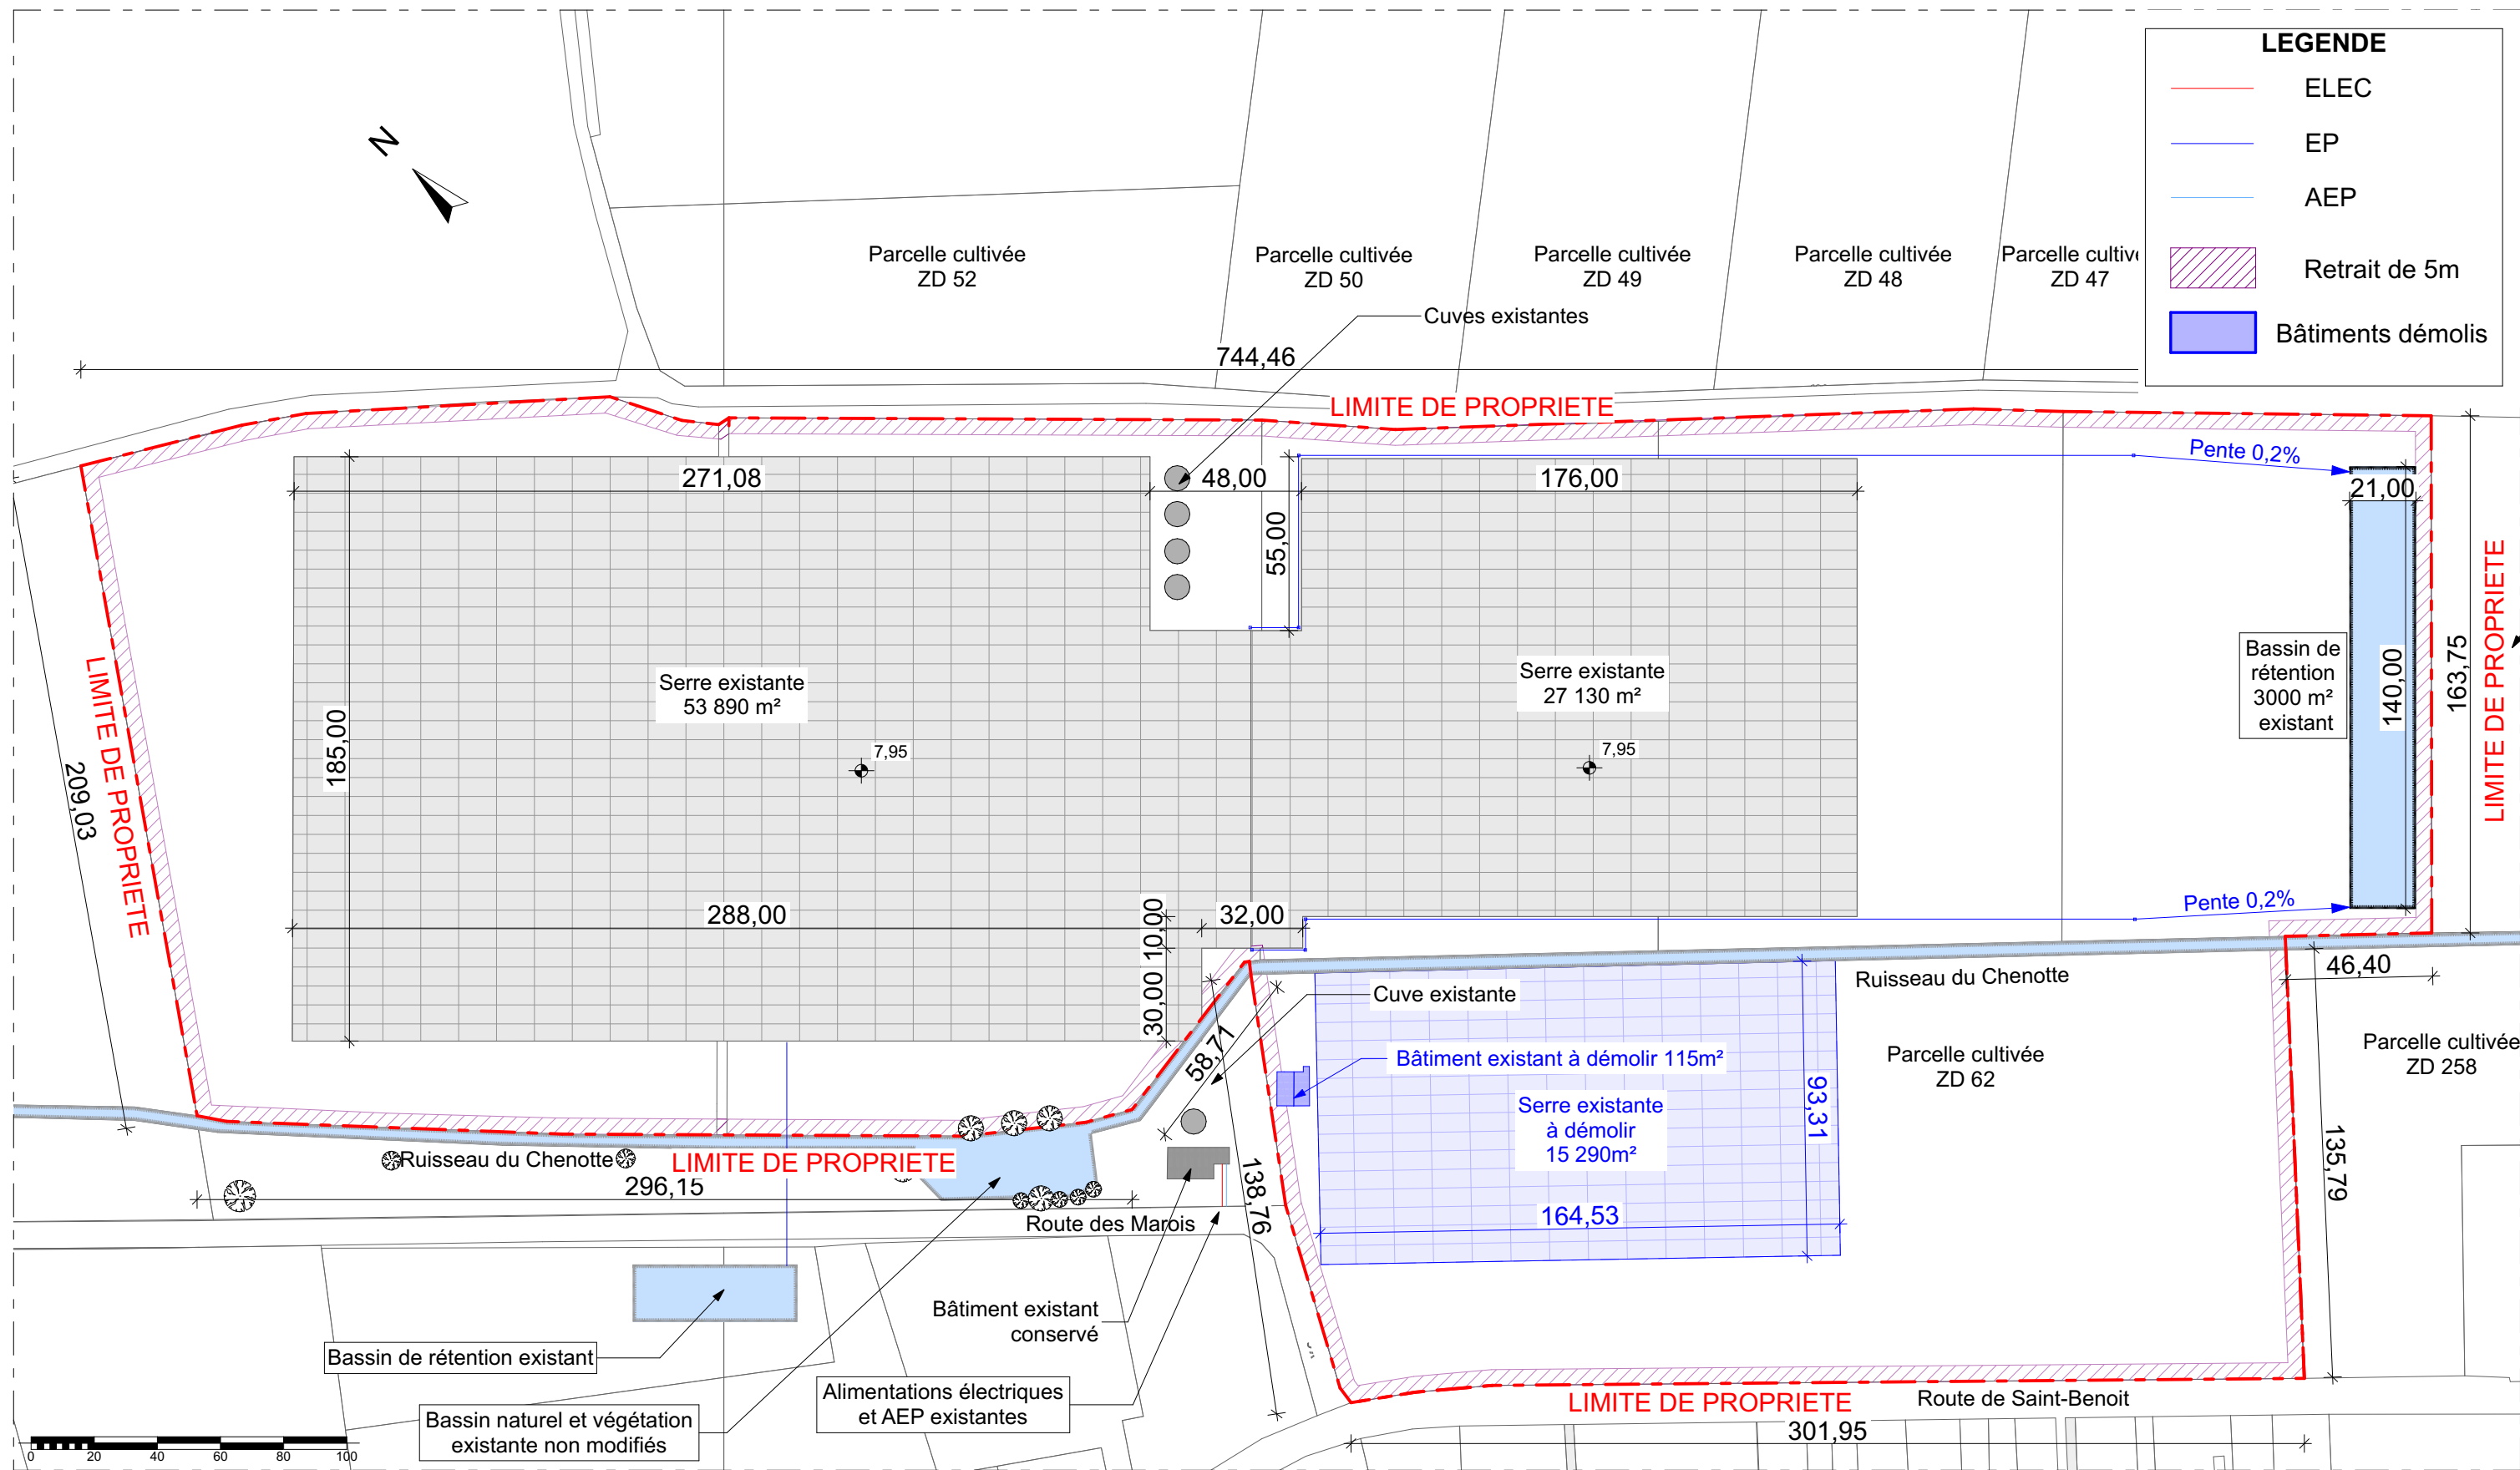 LEGENDE
ELEC
EP
AEP
Retrait de 5m
Bâtiments démolis
N
Parcelle cultivée
ZD 52
Parcelle cultivée
ZD 50
Parcelle cultivée
ZD 49
Parcelle cultivée
ZD 48
Parcelle cultivé
ZD 47
Cuves existantes
744,46
LIMITE DE PROPRIETE
Pente 0,2%
271,08
48,00
176,00
21,00
55,00
Serre existante
53 890 m²
Serre existante
27 130 m²
Bassin de
rétention
3000 m²
existant
140,00
163,75
LIMITE DE PROPRIETE
185,00
7,95
7,95
209,03
LIMITE DE PROPRIETE
288,00
10,00
32,00
30,00
Pente 0,2%
46,40
Ruisseau du Chenotte
Cuve existante
58,71
Bâtiment existant à démolir 115m²
Serre existante
à démolir
15 290m²
93,31
Parcelle cultivée
ZD 62
Parcelle cultivée
ZD 258
Ruisseau du Chenotte
LIMITE DE PROPRIETE
296,15
138,76
164,53
135,79
Route des Marois
Bâtiment existant
conservé
Bassin de rétention existant
Alimentations électriques
et AEP existantes
Bassin naturel et végétation
existante non modifiés
LIMITE DE PROPRIETE
Route de Saint-Benoit
301,95
0 20 40 60 80 100